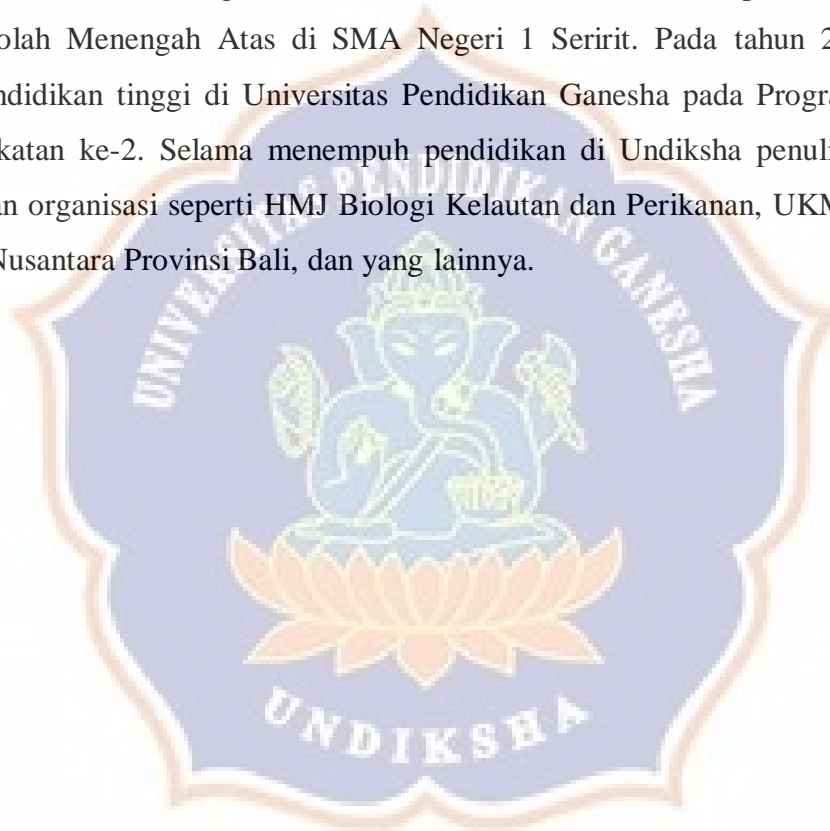 olah Menengah Atas di SMA Negeri 1 Seririt. Pada tahun 2
ndidikan tinggi di Universitas Pendidikan Ganesha pada Progra
katan ke-2. Selama menempuh pendidikan di Undiksha penuli
an organisasi seperti HMJ Biologi Kelautan dan Perikanan, UKM
Nusantara Provinsi Bali, dan yang lainnya.
UNIVERSITAS PENDIDIKAN GANESHA
UNDIKSHA